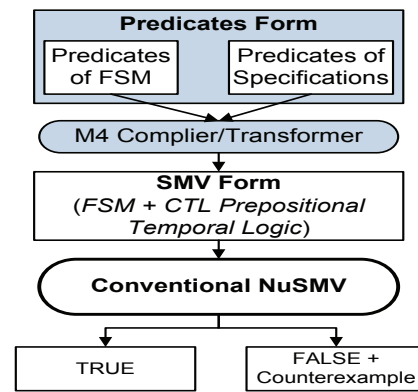 Predicates Form
Predicates
of FSM
Predicates of
Specifications
M4 Complier/Transformer
SMV Form
(FSM + CTL Prepositional
Temporal Logic)
Conventional NuSMV
TRUE
FALSE +
Counterexample